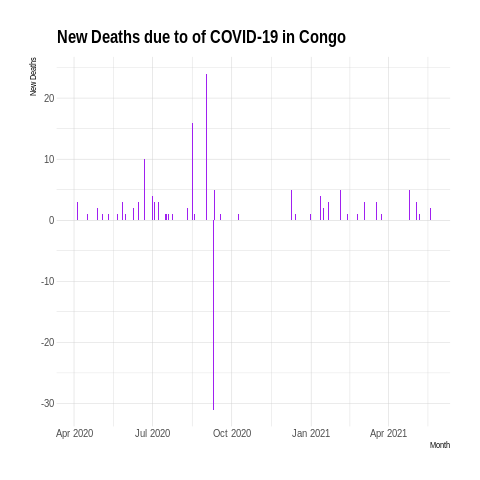 New Deaths due to of COVID-19 in Congo
New Deaths
20
10
0
-10
-20
-30
Apr 2020 Jul 2020 Oct 2020 Jan 2021 Apr 2021
Month